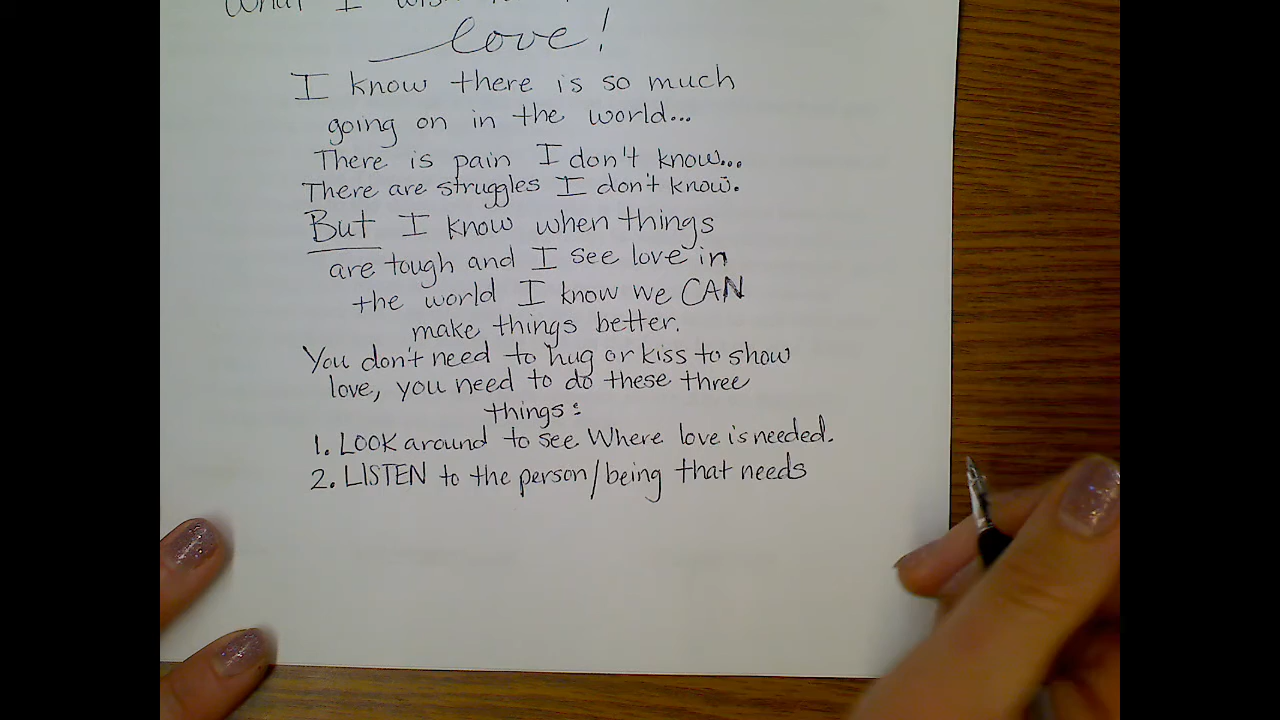 What I
love!
I know there is so much
going on in the world...
There is pain I don't know...
There are struggles I don't know.
But I know when things
are tough and I see love in
the world I know we CAN
make things better.
You don't need to hug or kiss to show
love, you need to do these three
things:
1. LOOK around to see Where love is needed.
2. LISTEN to the person/being that needs